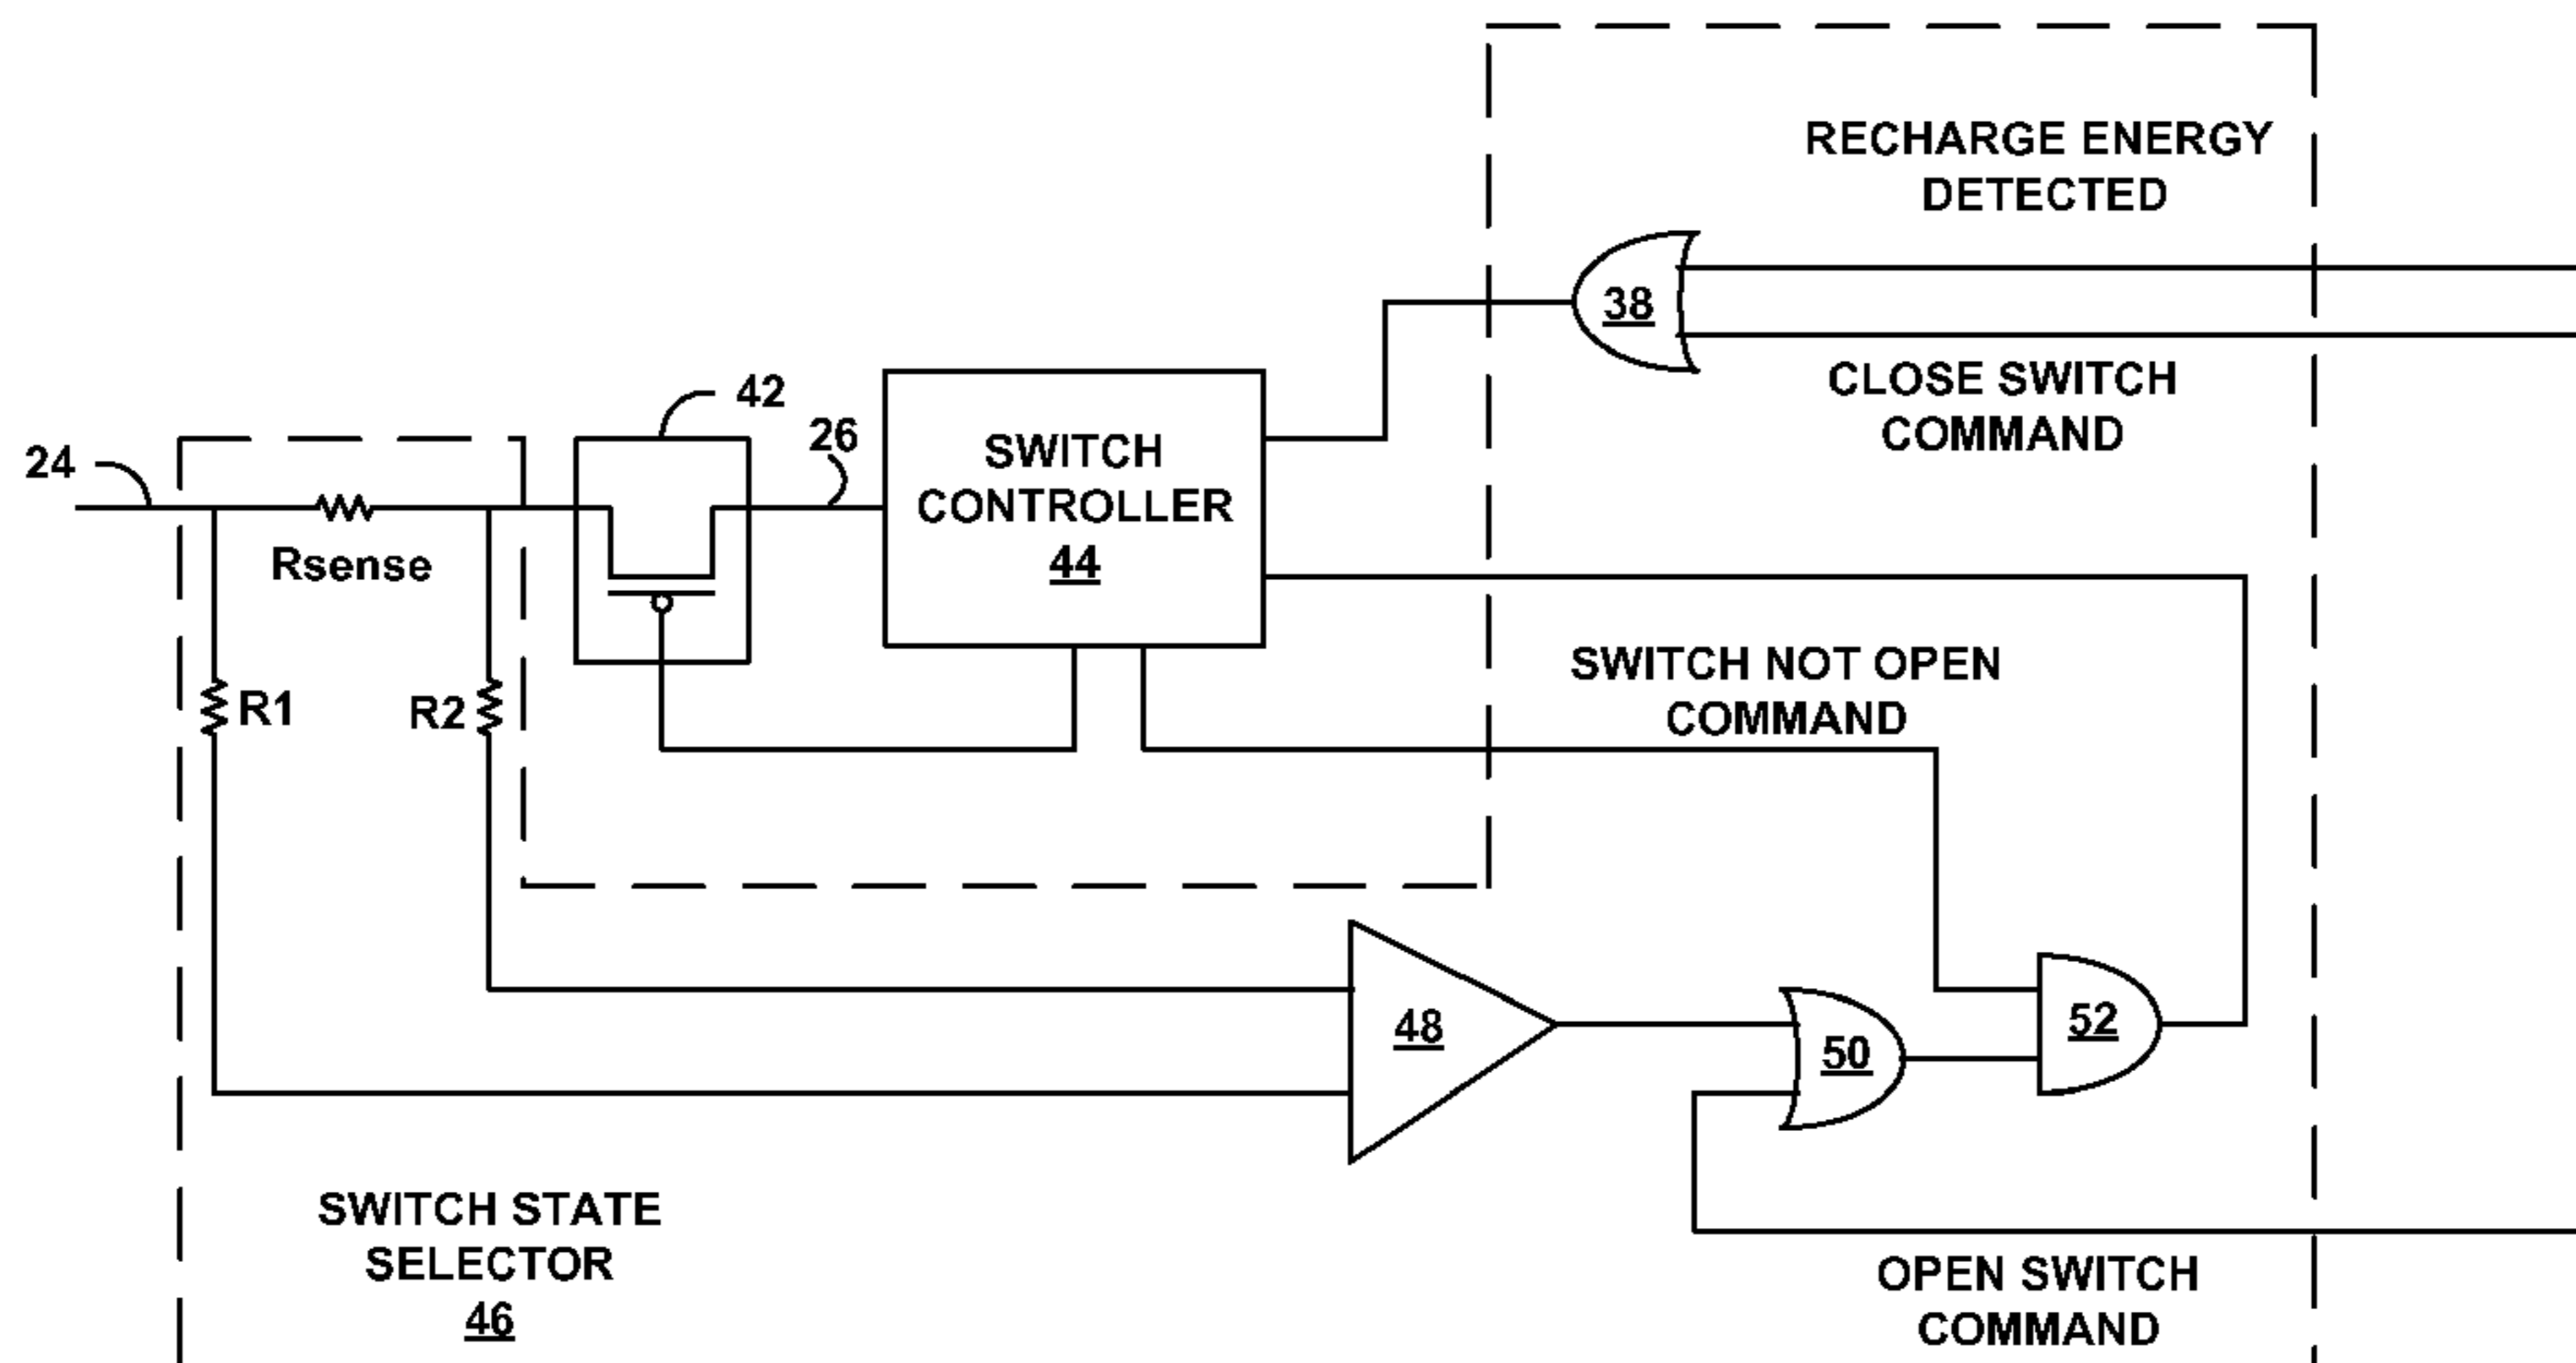 RECHARGE ENERGY
DETECTED
38
CLOSE SWITCH
COMMAND
42
26
24
SWITCH
CONTROLLER
44
Rsense
R1
R2
SWITCH NOT OPEN
COMMAND
48
50
52
SWITCH STATE
SELECTOR
46
OPEN SWITCH
COMMAND